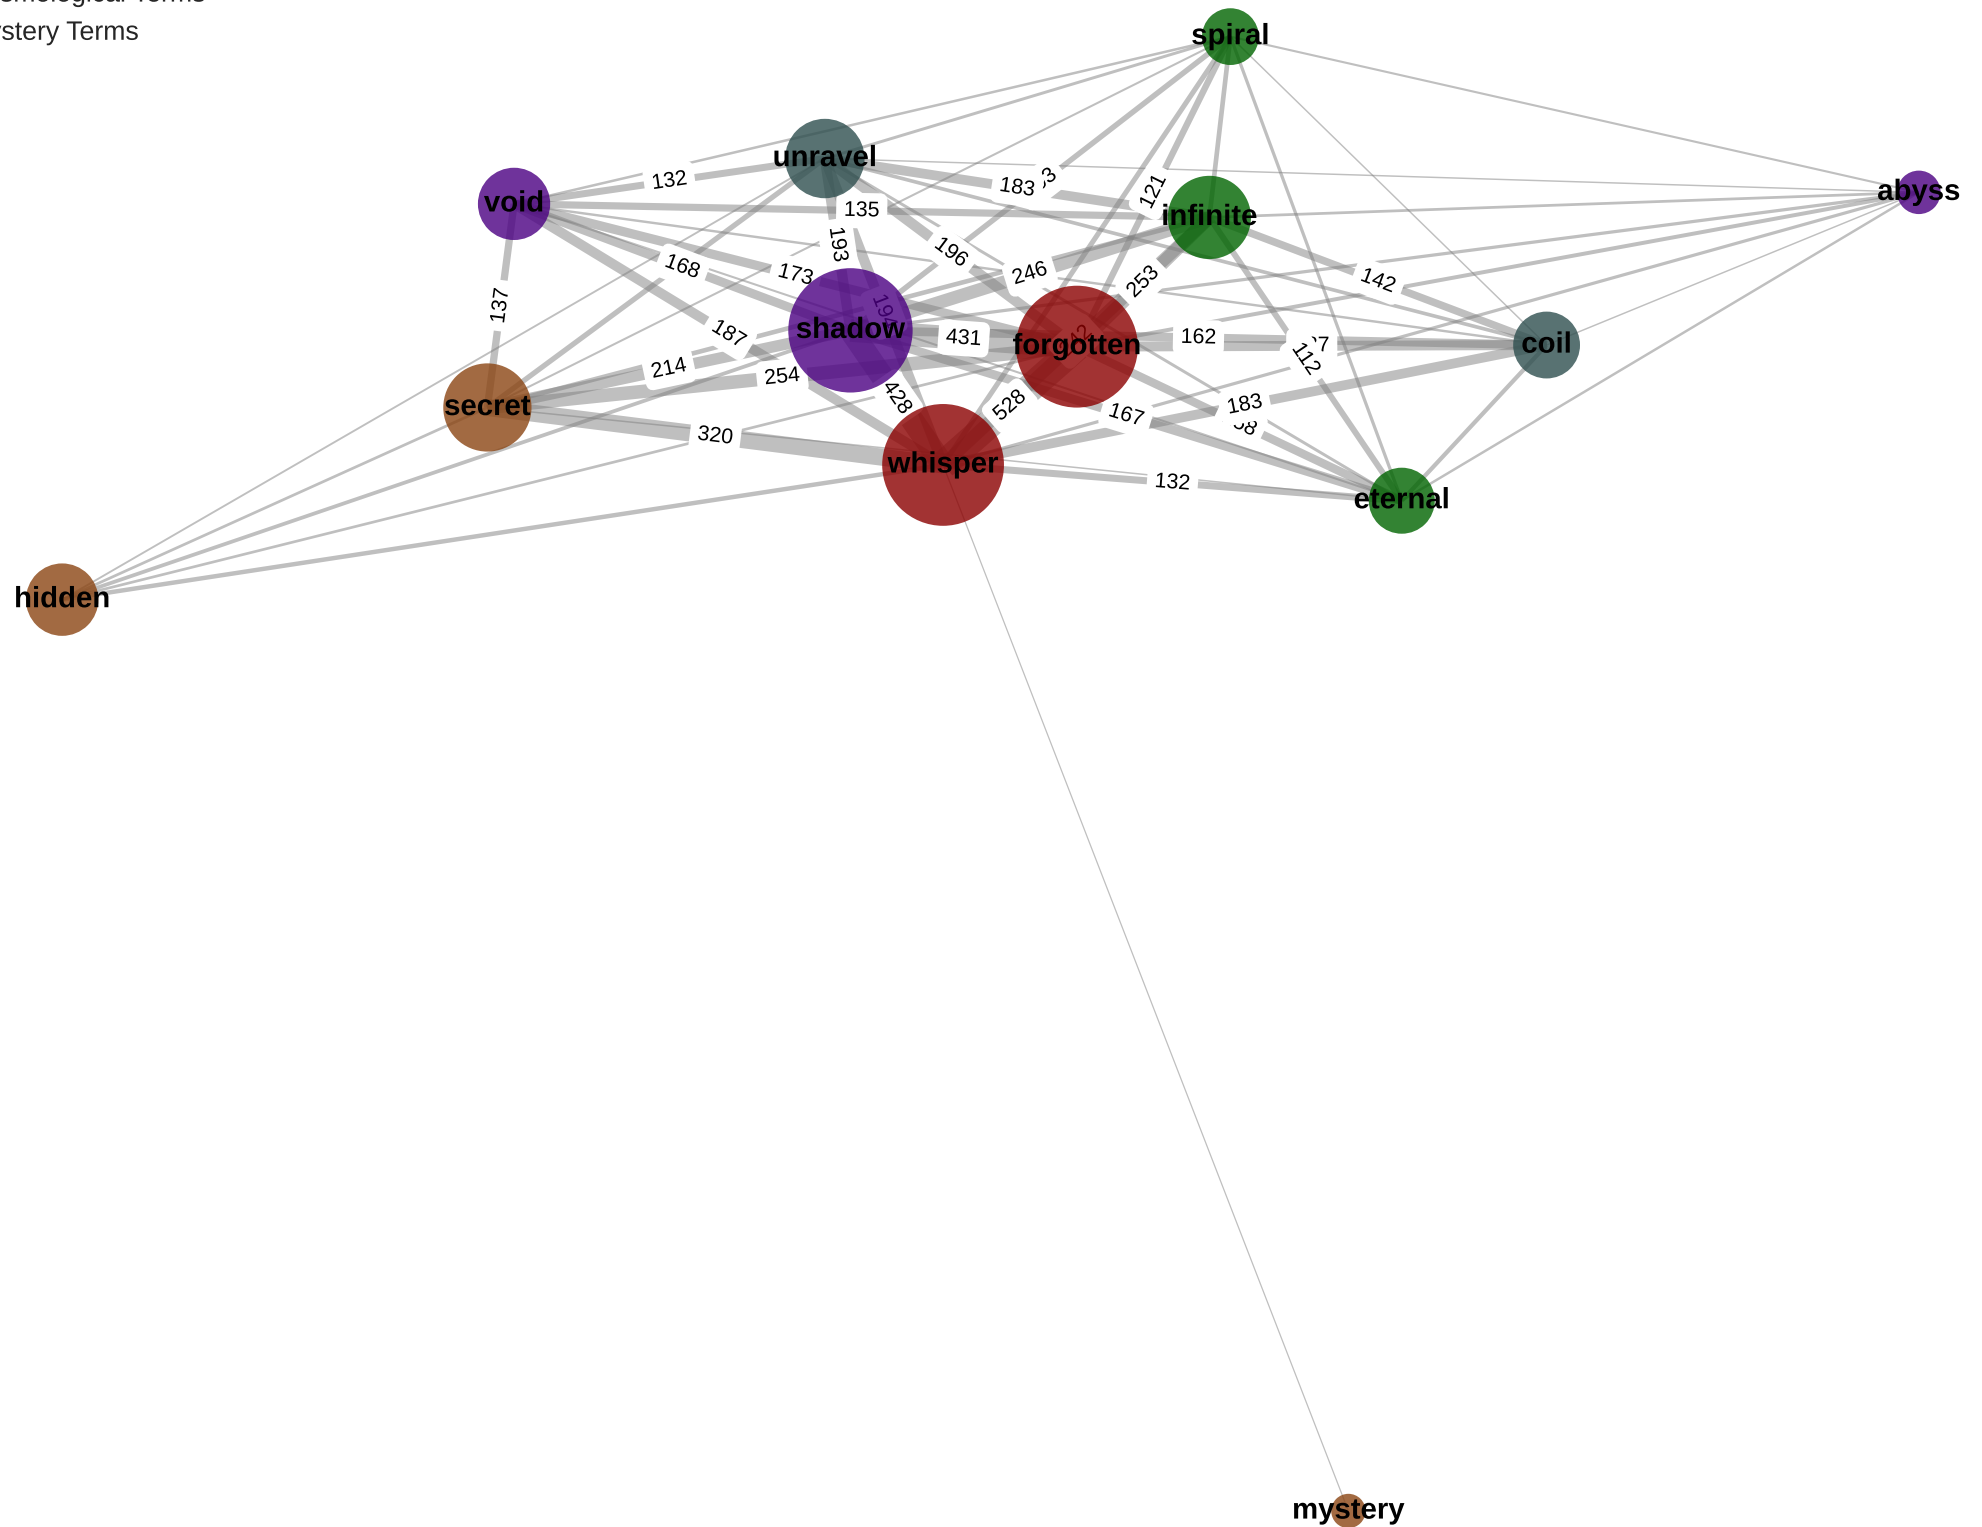 stery Terms
spiral
unravel
132
void
183
121
abyss
135
infinite
193
196
168
173
246
253
142
137
187
shadow
431
forgotten
162
112
coil
214
254
secret
428
528
167
183
320
whisper
132
eternal
hidden
mystery